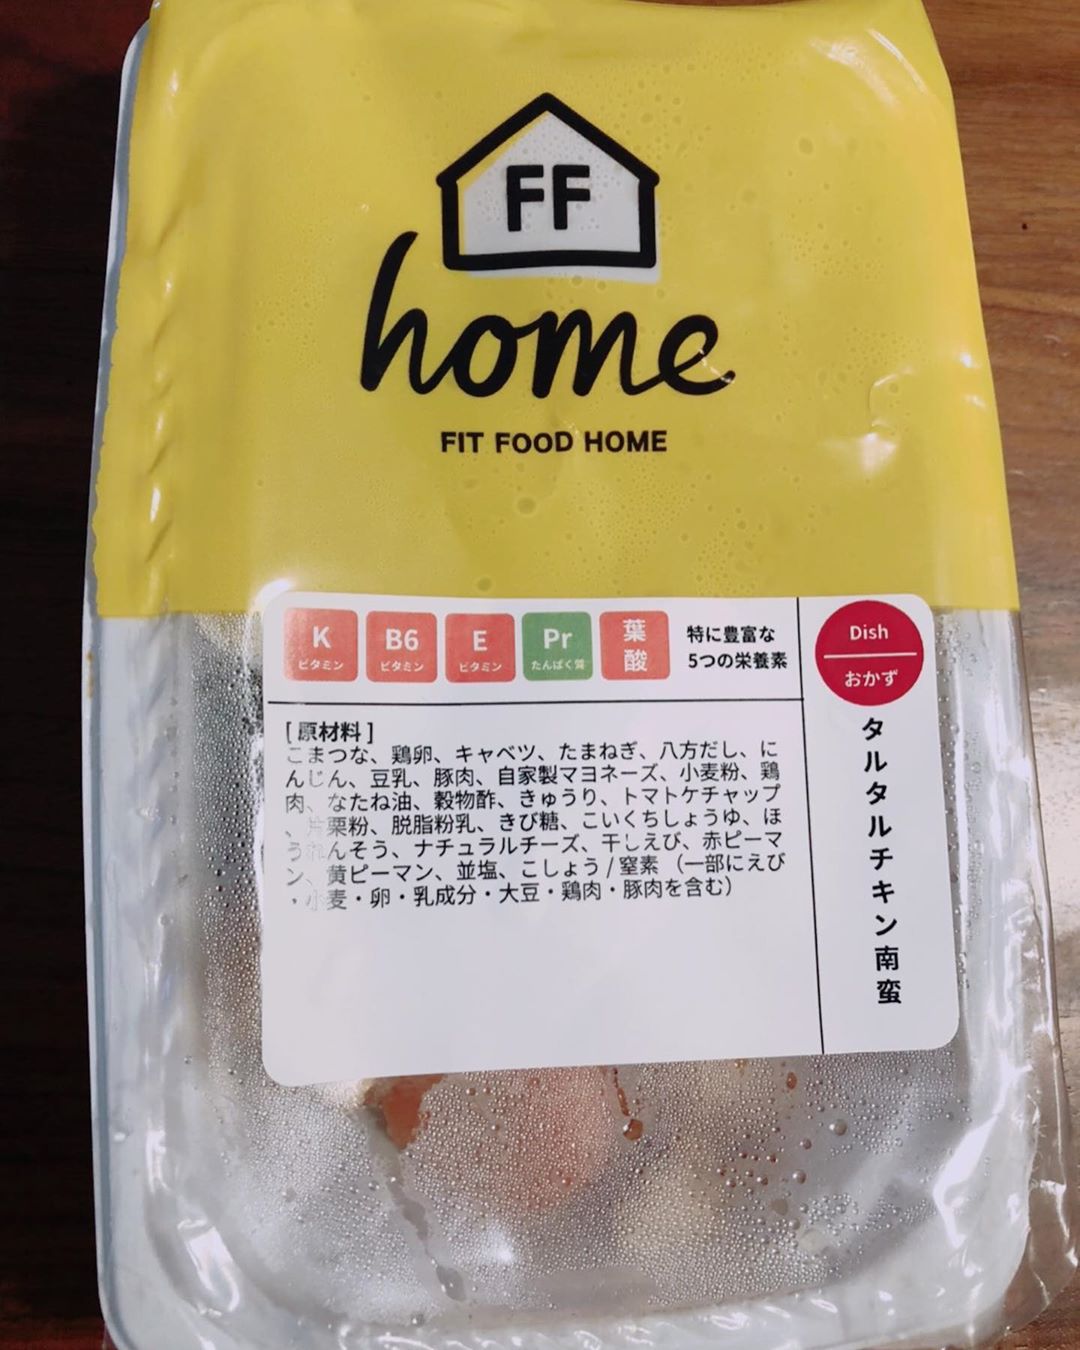 FF
home
FIT FOOD HOME
K
ビタミン
B6
ビタミン
E
ビタミン
Pr
たんぱく質
葉
酸
特に豊富な
5つの栄養素
[ 原材料 ]
こまつな、鶏卵、キャベツ、たまねぎ、八方だし、に
んじん、豆乳、豚肉、自家製マヨネーズ、小麦粉、鶏
肉、なたね油、穀物酢、きゅうり、トマトケチャップ
、片栗粉、脱脂粉乳、きび糖、こいくちしょうゆ、ほ
うれんそう、ナチュラルチーズ、干しえび、赤ピーマ
ン、黄ピーマン、並塩、こしょう / 窒素 （一部にえび
・小麦・卵・乳成分・大豆・鶏肉・豚肉を含む）
Dish
おかず
タルタルチキン南蛮